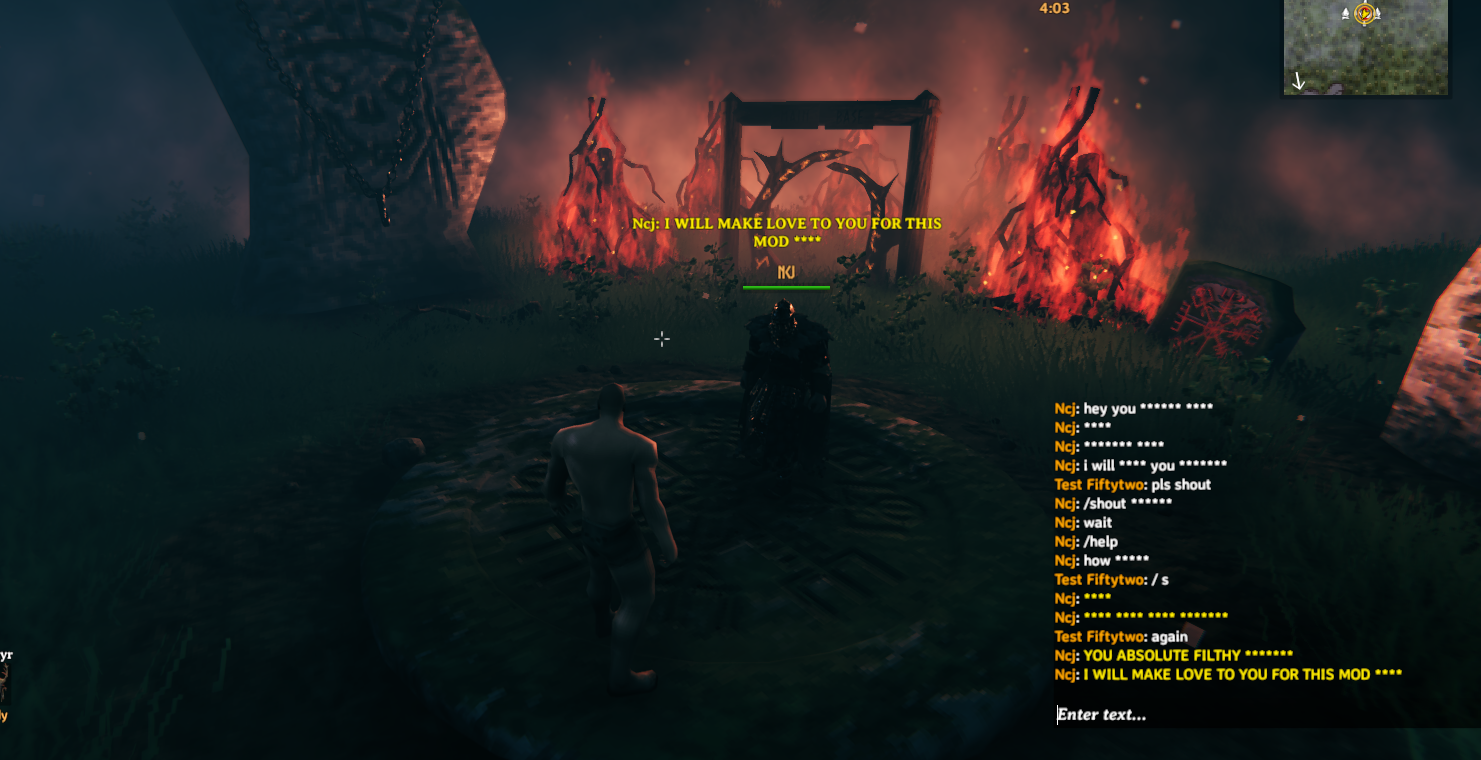 4:03
Ncj: I WILL MAKE LOVE TO YOU FOR THIS
MOD ****
NCJ
Ncj: hey you ****** ****
Ncj: ****
Ncj: ******* ****
Ncj: i will **** you *******
Test Fiftytwo: pls shout
Ncj: /shout ******
Ncj: wait
Ncj: /help
Ncj: how *****
Test Fiftytwo: / s
Ncj: ****
Ncj: **** **** **** *******
Test Fiftytwo: again
Ncj: YOU ABSOLUTE FILTHY *******
Ncj: I WILL MAKE LOVE TO YOU FOR THIS MOD ****
Enter text...